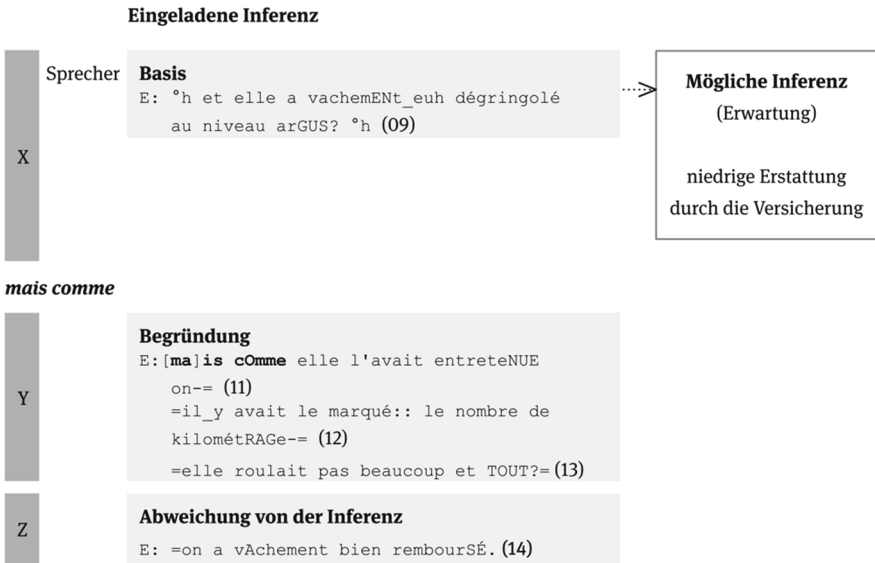 Eingeladene Inferenz
Sprecher
Basis
E: °h et elle a vachemENt_euh dégringolé
au niveau arGUS? °h (09)
X
Mögliche Inferenz
(Erwartung)
niedrige Erstattung
durch die Versicherung
mais comme
Begründung
E:[ma]is cOmme elle l'avait entreteNUE
on-= (11)
=il_y avait le marqué:: le nombre de
kilométRAGe-= (12)
=elle roulait pas beaucoup et TOUT?= (13)
Y
Abweichung von der Inferenz
E: =on a vAchement bien rembourSÉ. (14)
Z